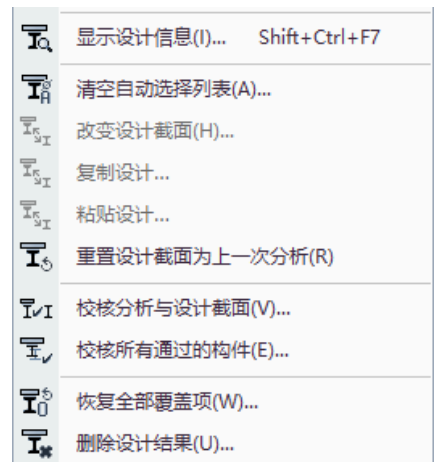 显示设计信息(I)... Shift+Ctrl+F7
清空自动选择列表(A)...
改变设计截面(H)...
复制设计...
粘贴设计...
重置设计截面为上一次分析(R)
校核分析与设计截面(V)...
校核所有通过的构件(E)...
恢复全部覆盖项(W)...
删除设计结果(U)...